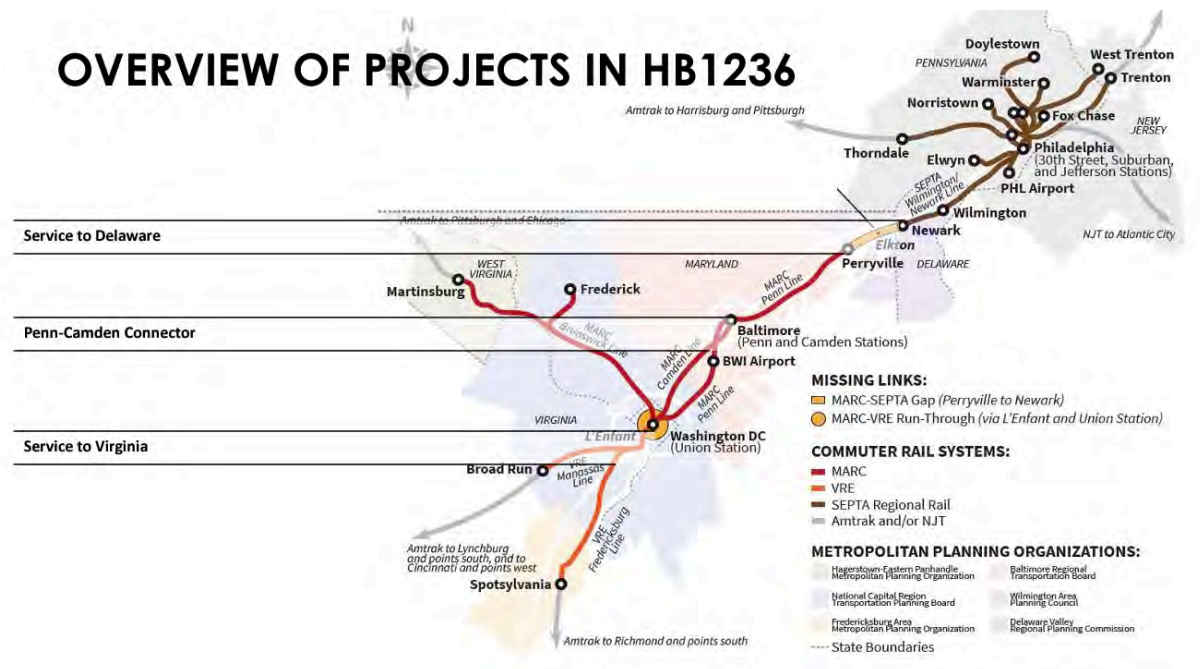 N
OVERVIEW OF PROJECTS IN HB1236
Doylestown
West Trenton
PENNSYLVANIA
Warminster
Trenton
Norristown
Amtrak to Harrisburg and Pittsburgh
Fox Chase
NEW
JERSEY
Thorndale
Philadelphia
(30th Street, Suburban,
and Jefferson Stations)
Elwyn
PHL Airport
SEPTA
Wilmington/
Newark Line
Wilmington
Amtrak to Pittsburgh and Chicago
Service to Delaware
Newark
NJT to Atlantic City
Elkton
Perryville
DELAWARE
WEST
VIRGINIA
MARYLAND
Martinsburg
Frederick
MARC
Penn Line
Penn-Camden Connector
MARC
Brunswick Line
Baltimore
(Penn and Camden Stations)
MARC
Camden Line
BWI Airport
MARC
Penn Line
MISSING LINKS:
MARC-SEPTA Gap (Perryville to Newark)
MARC-VRE Run-Through (via L'Enfant and Union Station)
VIRGINIA
L'Enfant
Washington DC
(Union Station)
Service to Virginia
COMMUTER RAIL SYSTEMS:
MARC
VRE
SEPTA Regional Rail
Amtrak and/or NJT
Broad Run
VRE
Manassas
Line
VRE
Fredericksburg
Line
Amtrak to Lynchburg
and points south, and to
Cincinnati and points west
Spotsylvania
Amtrak to Richmond and points south
METROPOLITAN PLANNING ORGANIZATIONS:
Hagerstown-Eastern Panhandle
Metropolitan Planning Organization
Baltimore Regional
Transportation Board
National Capital Region
Transportation Planning Board
Wilmington Area
Planning Council
Fredericksburg Area
Metropolitan Planning Organization
Delaware Valley
Regional Planning Commission
State Boundaries